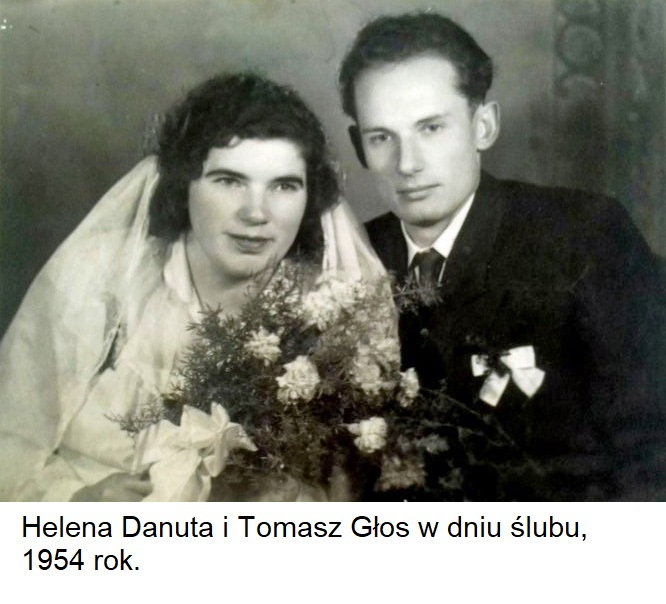 Helena Danuta i Tomasz Głos w dniu ślubu,
1954 rok.